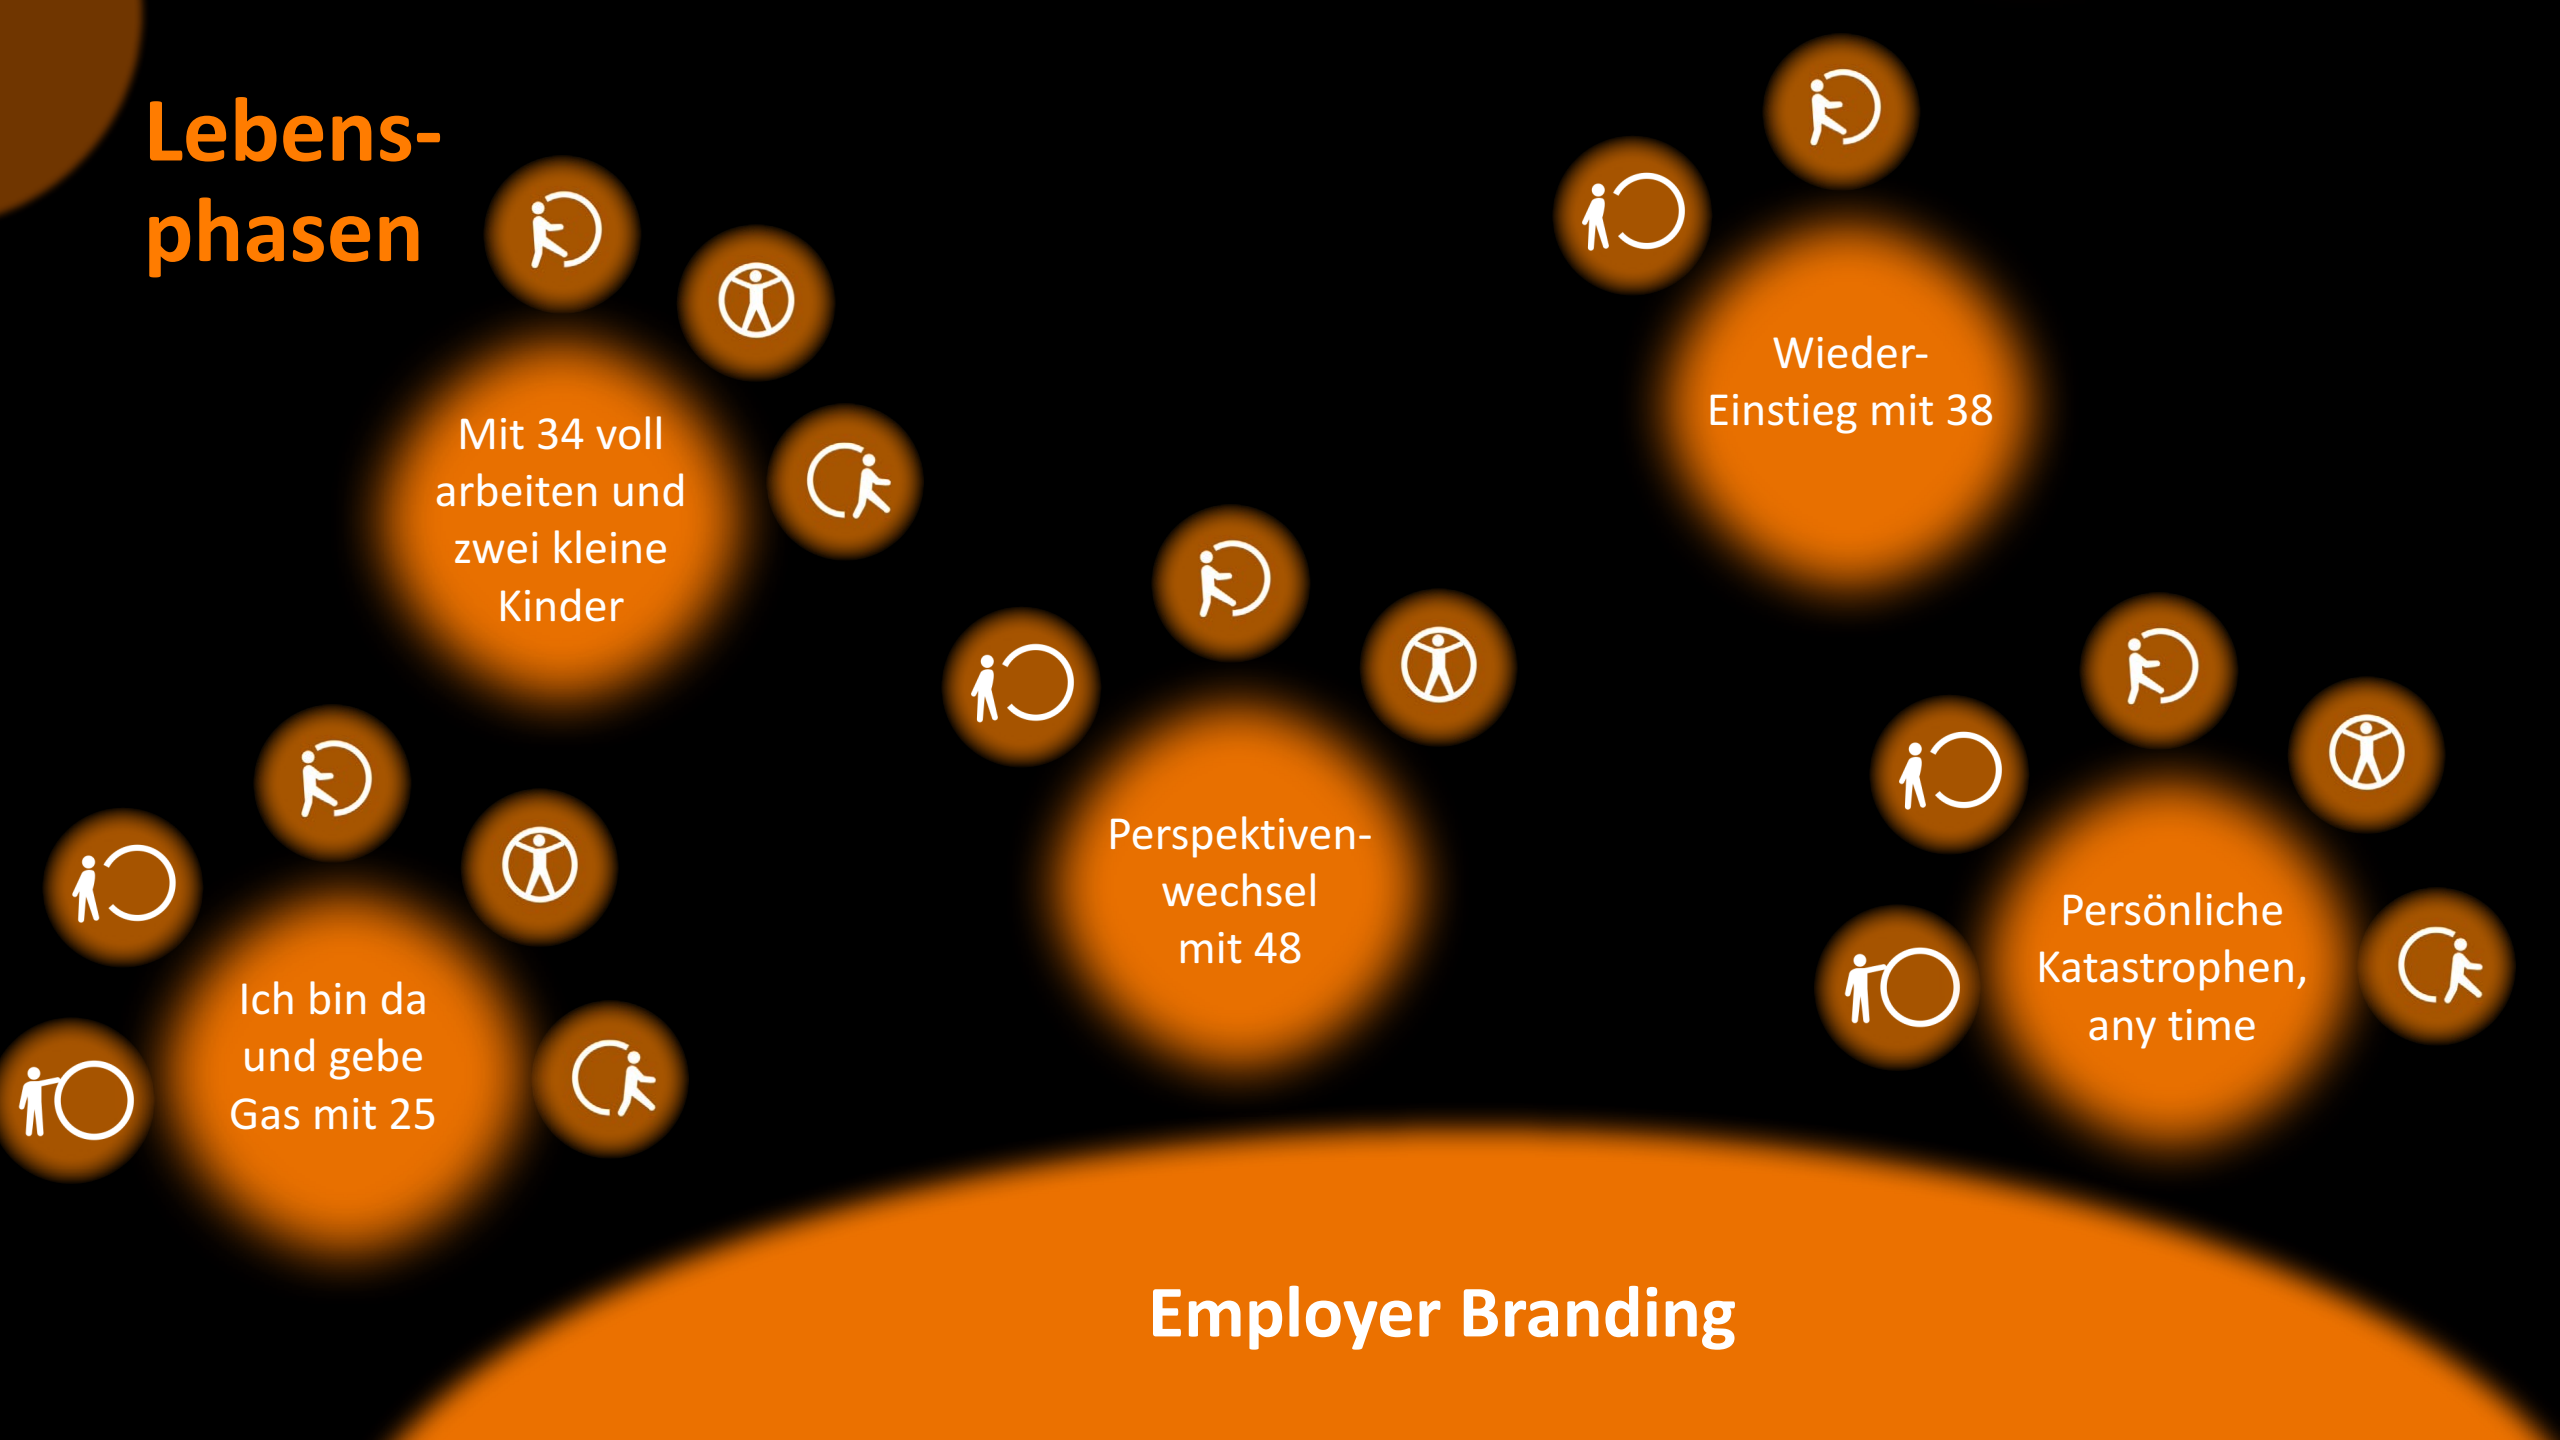 Lebens-
phasen
Mit 34 voll
arbeiten und
zwei kleine
Kinder
Wieder-
Einstieg mit 38
Perspektiven-
wechsel
mit 48
Ich bin da
und gebe
Gas mit 25
Persönliche
Katastrophen,
any time
Employer Branding